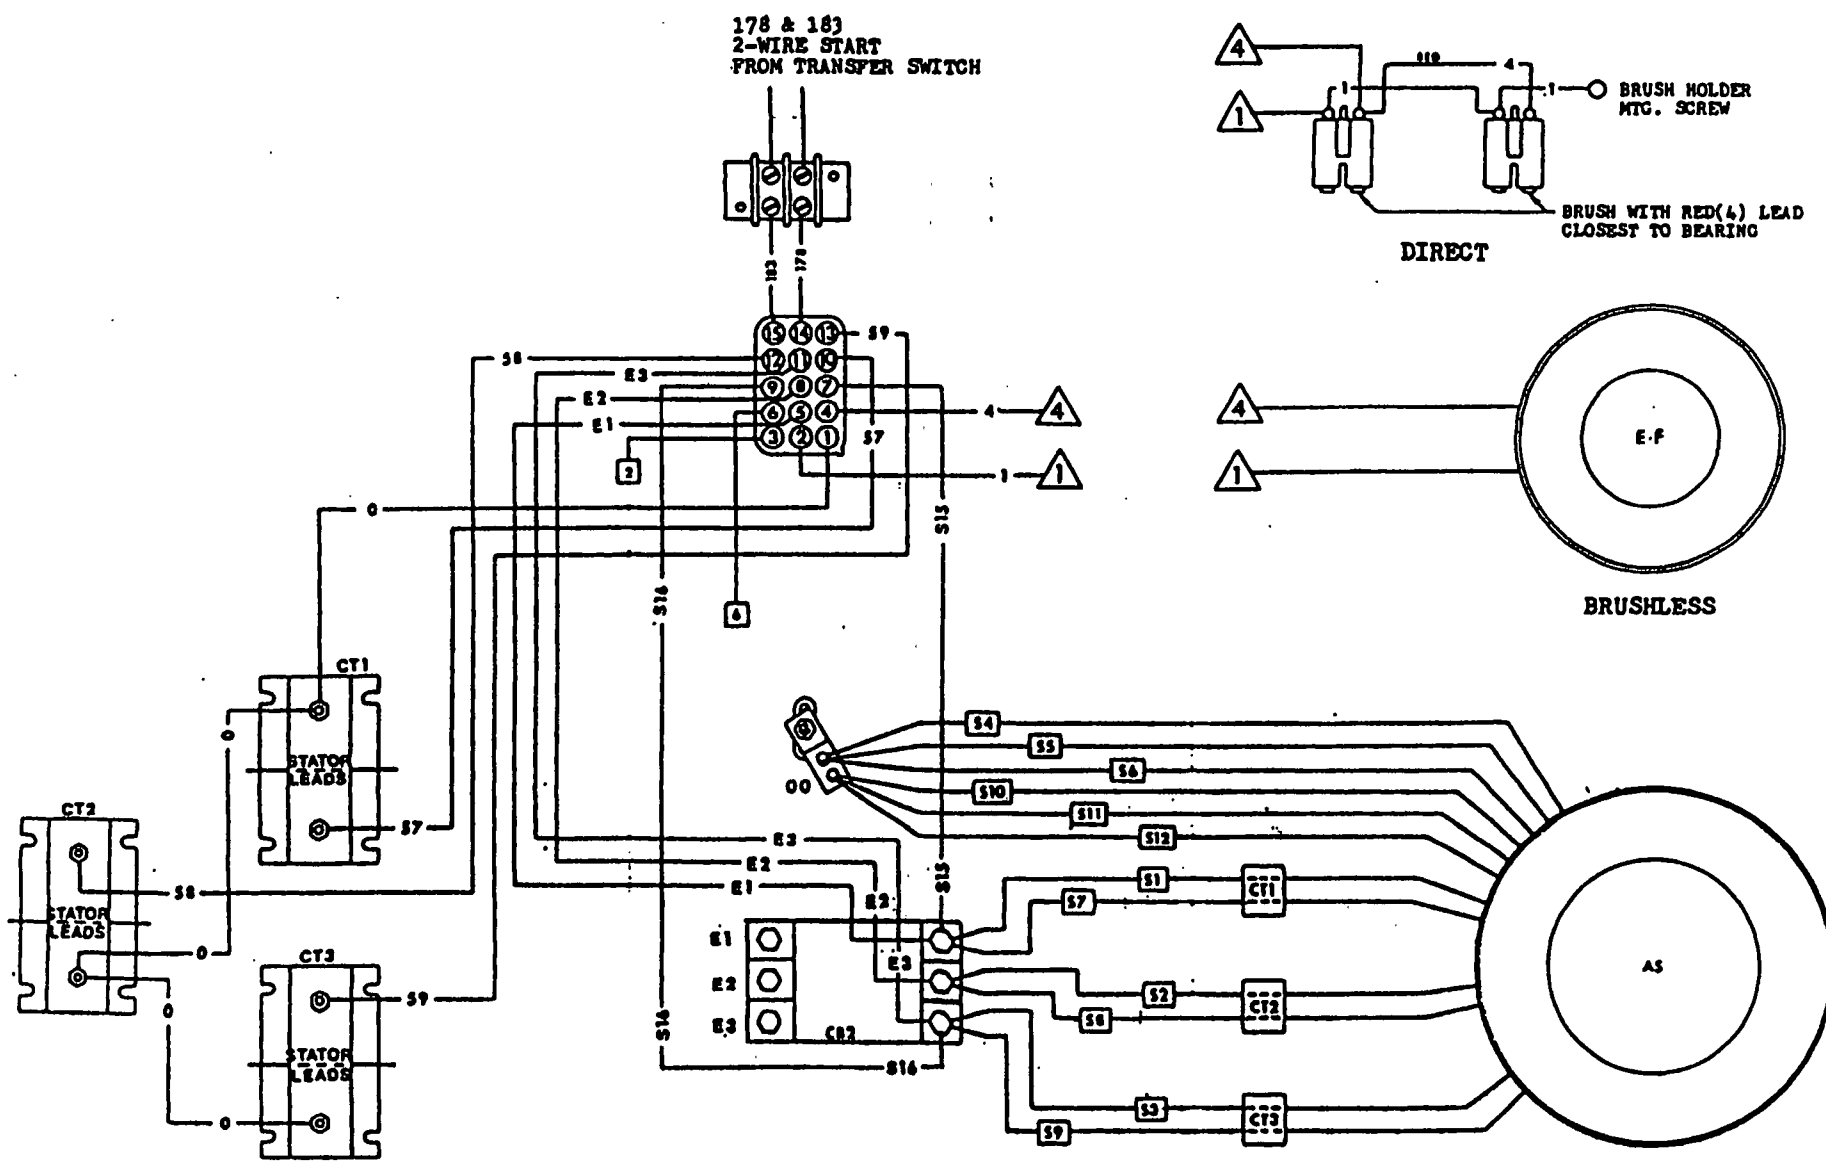 178 & 183
2-WIRE START
FROM TRANSFER SWITCH
4
110
4
1
1
1
BRUSH HOLDER
MTG. SCREW
BRUSH WITH RED(4) LEAD
CLOSEST TO BEARING
DIRECT
183
178
15 14 13
S9
12 11 10
S8
E3
9 8 7
E2
6 5 4
E1
3 2 1
S7
4
4
1
1
2
4
1
E-F
BRUSHLESS
0
S15
S16
6
CT1
0
STATOR
LEADS
S7
CT2
S8
STATOR
LEADS
0
0
CT3
S9
STATOR
LEADS
0
00
S4
S5
S6
S10
S11
S12
E3
E2
E1
S15
E2
E1
E3
E2
E3
CB2
S16
S16
S1
S7
CT1
S2
S8
CT2
S3
S9
CT3
AS